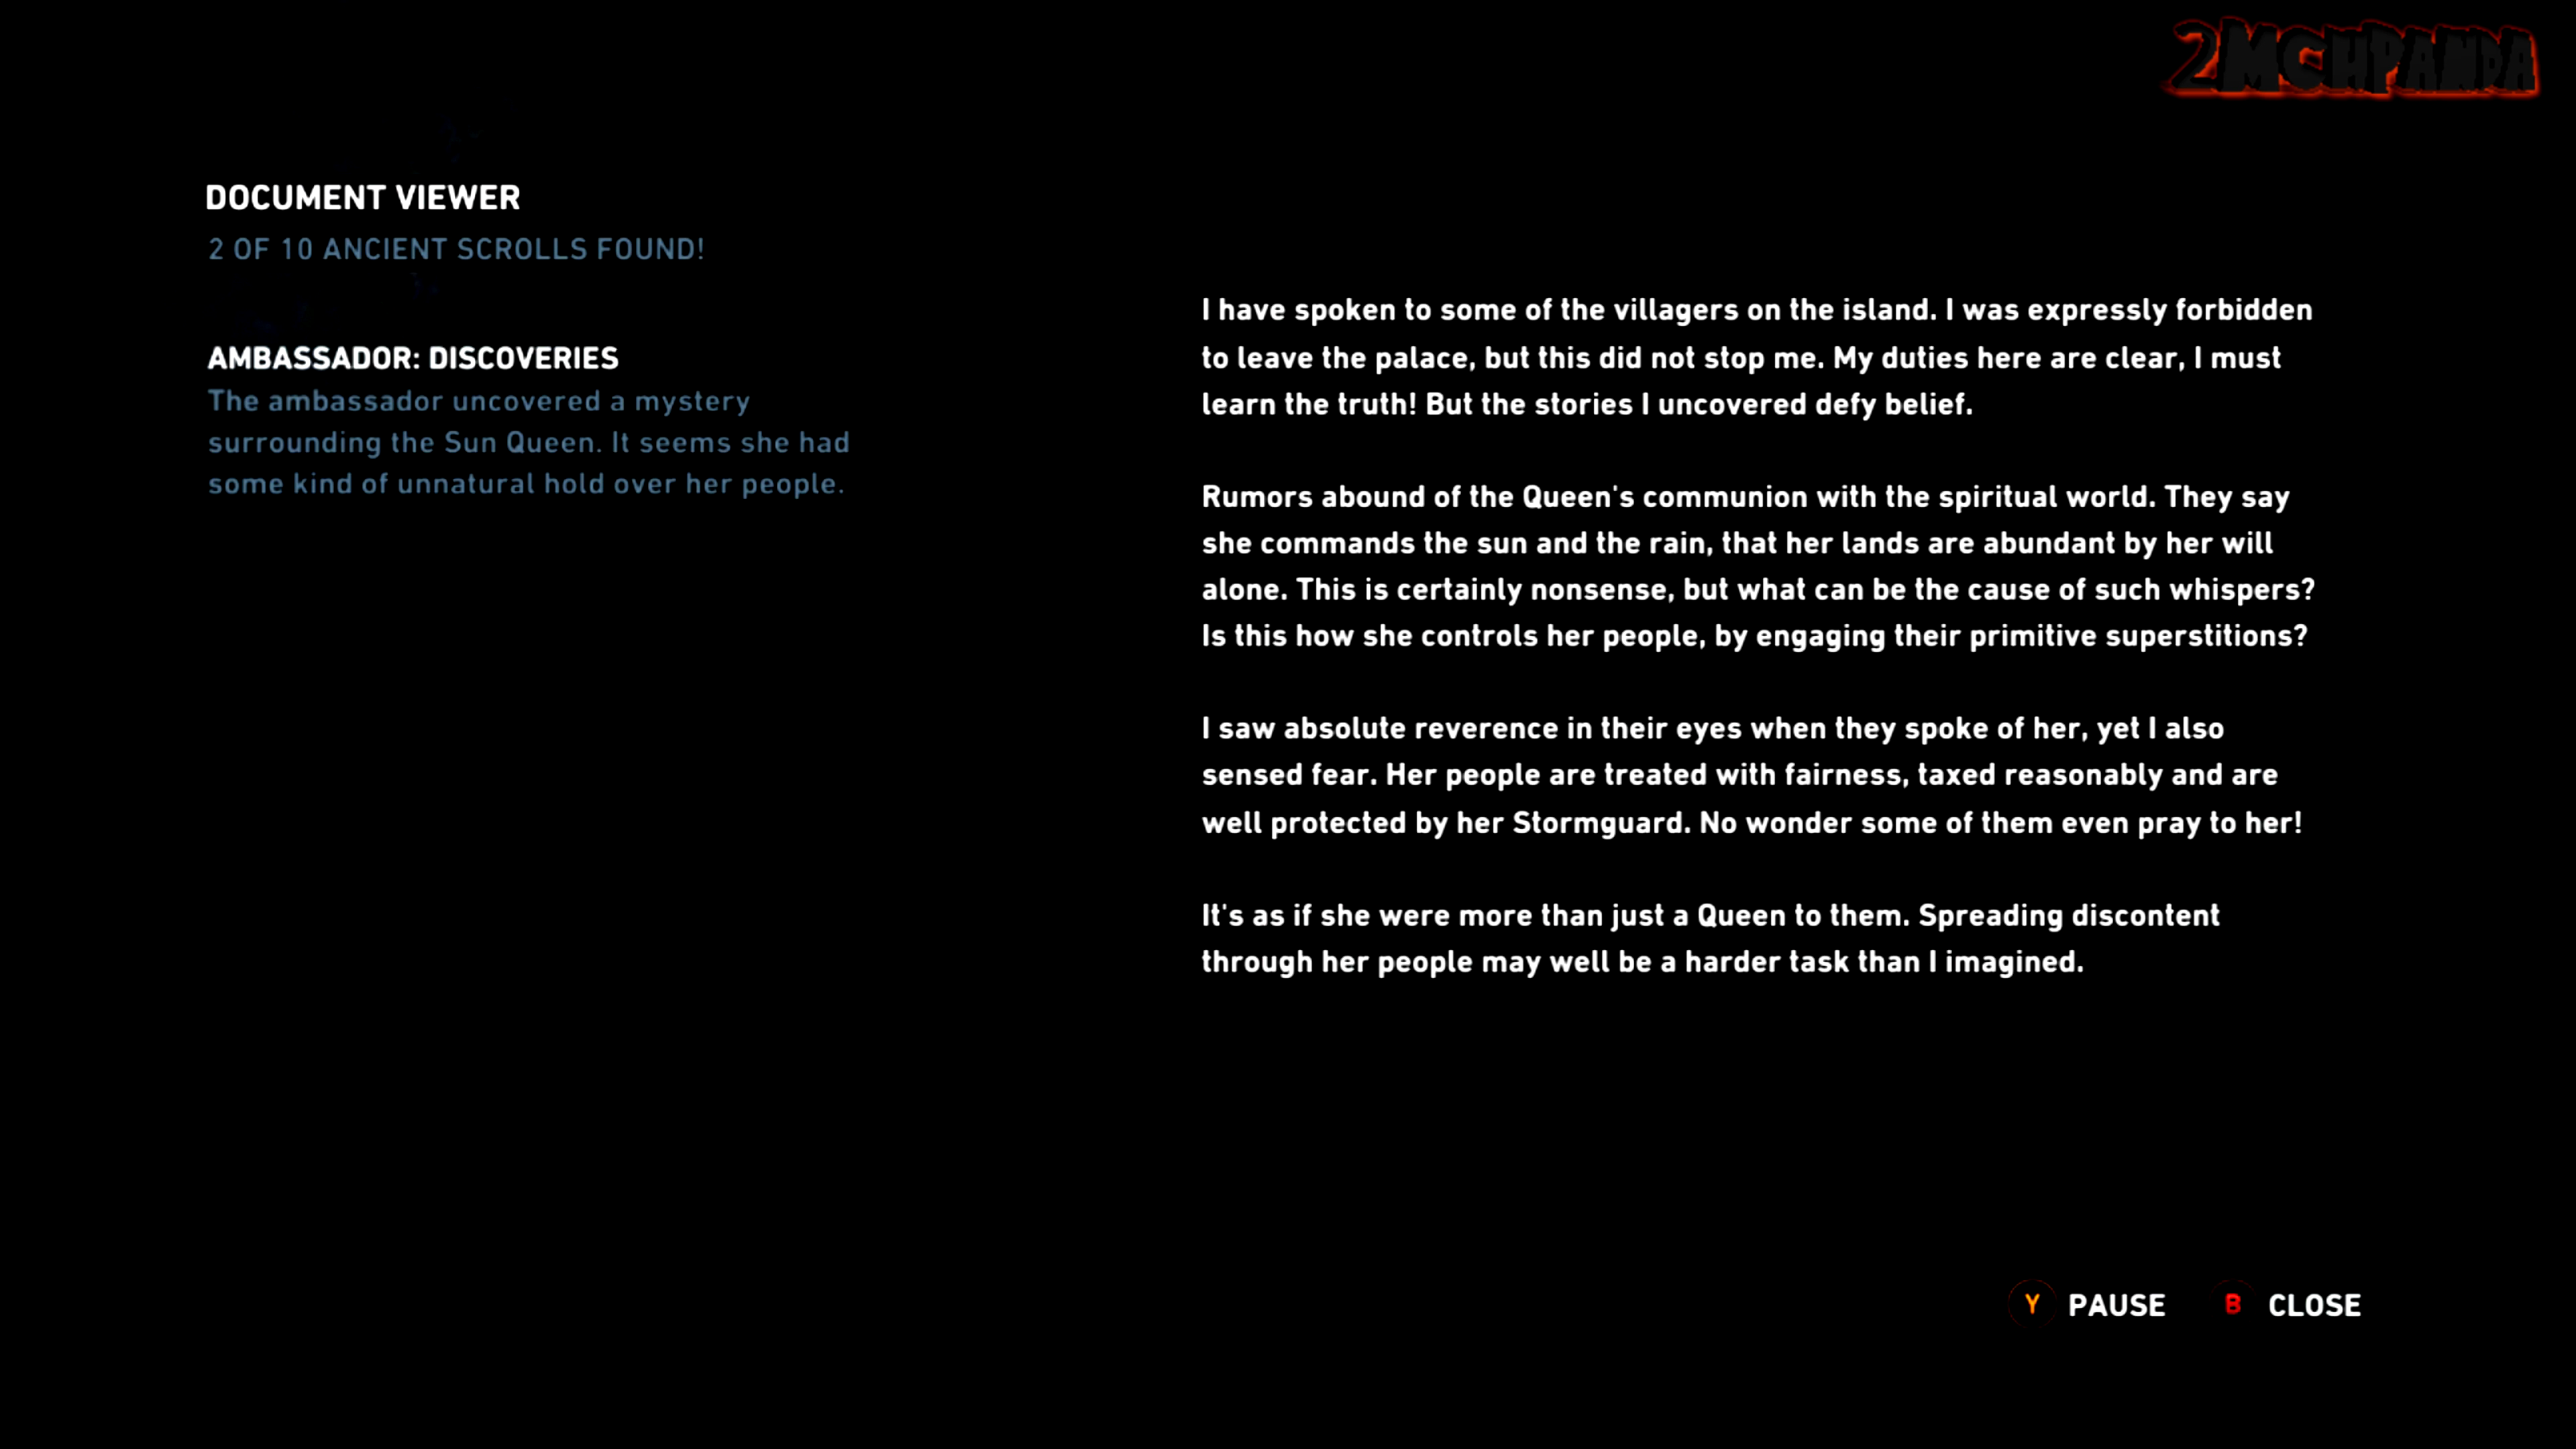 2MCHPANDA
DOCUMENT VIEWER
2 OF 10 ANCIENT SCROLLS FOUND!
AMBASSADOR: DISCOVERIES
The ambassador uncovered a mystery
surrounding the Sun Queen. It seems she had
some kind of unnatural hold over her people.
I have spoken to some of the villagers on the island. I was expressly forbidden
to leave the palace, but this did not stop me. My duties here are clear, I must
learn the truth! But the stories I uncovered defy belief.
Rumors abound of the Queen's communion with the spiritual world. They say
she commands the sun and the rain, that her lands are abundant by her will
alone. This is certainly nonsense, but what can be the cause of such whispers?
Is this how she controls her people, by engaging their primitive superstitions?
I saw absolute reverence in their eyes when they spoke of her, yet I also
sensed fear. Her people are treated with fairness, taxed reasonably and are
well protected by her Stormguard. No wonder some of them even pray to her!
It's as if she were more than just a Queen to them. Spreading discontent
through her people may well be a harder task than I imagined.
Y PAUSE B CLOSE